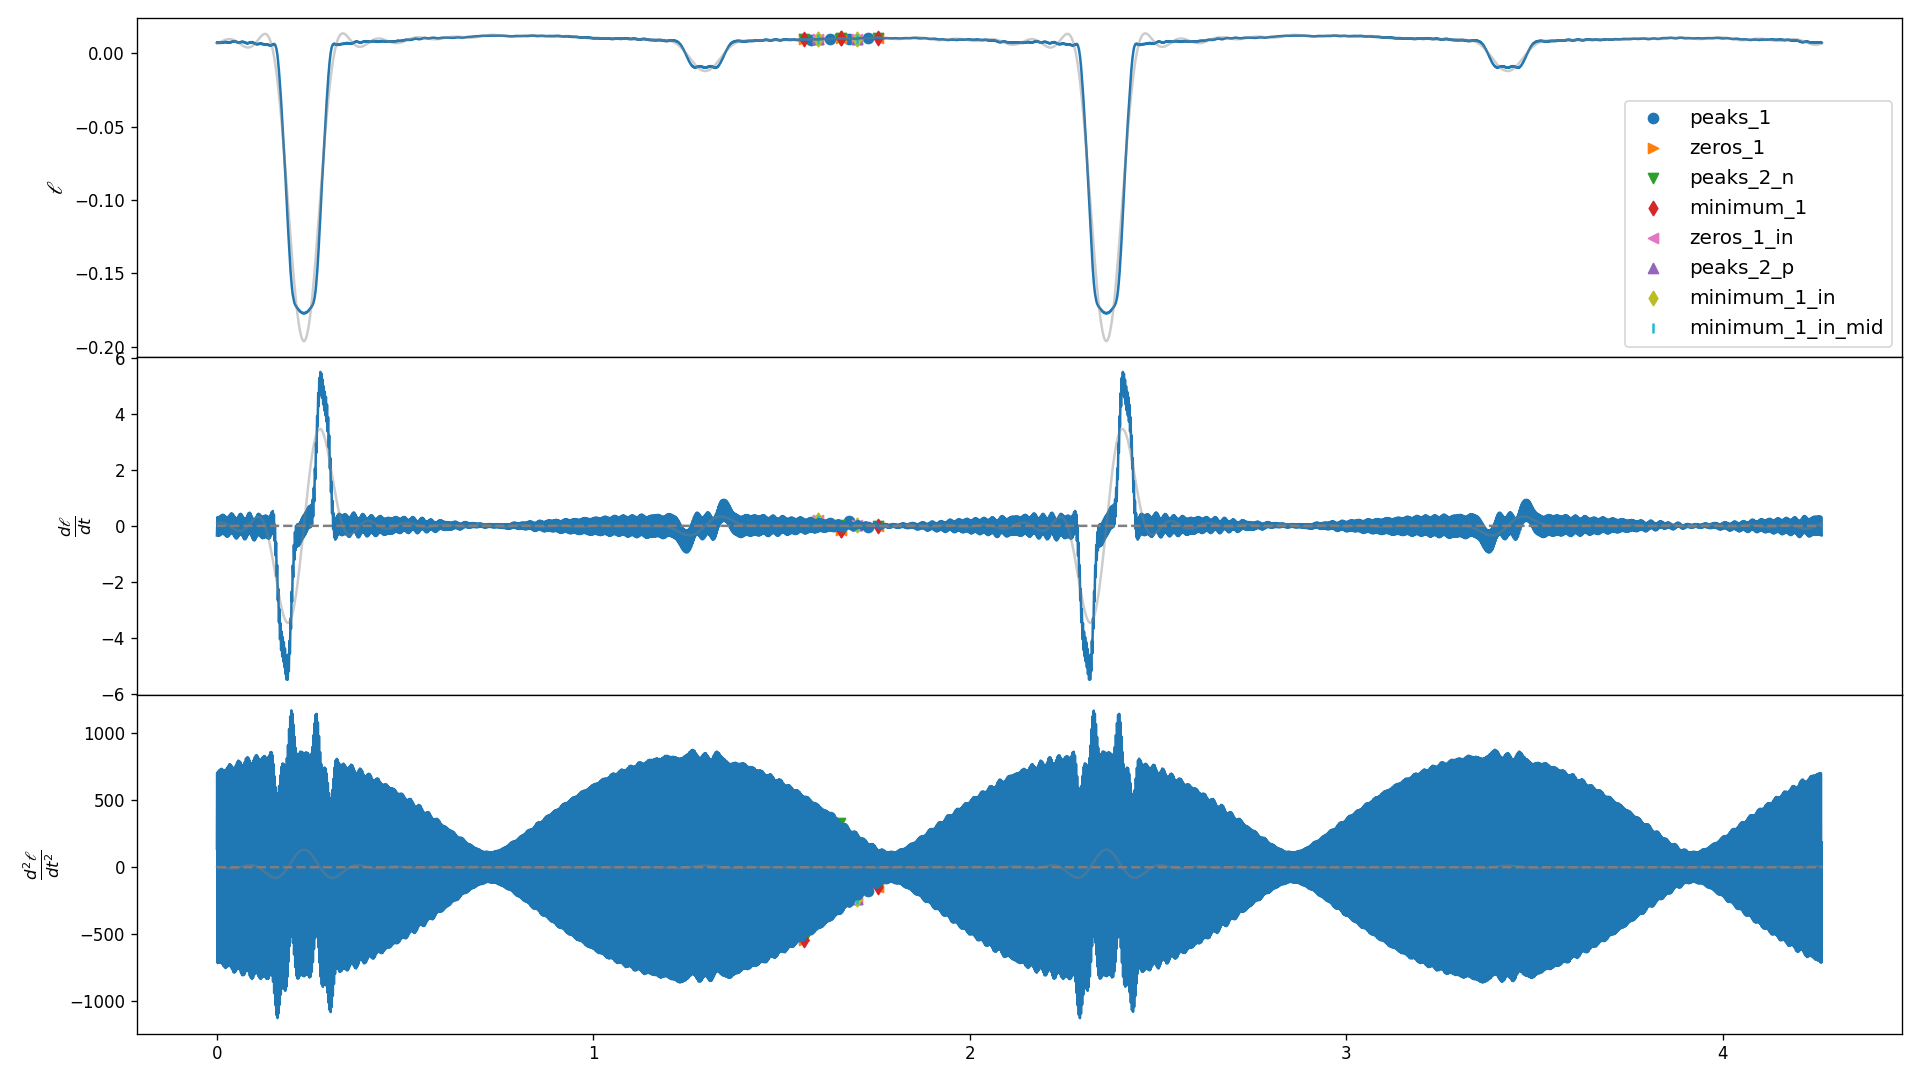 0.00
−0.05
−0.10
−0.15
−0.20
ℓ
peaks_1
zeros_1
peaks_2_n
minimum_1
zeros_1_in
peaks_2_p
minimum_1_in
minimum_1_in_mid
6
4
2
0
−2
−4
−6
dℓ
dt
1000
500
0
−500
−1000
d²ℓ
dt²
0 1 2 3 4